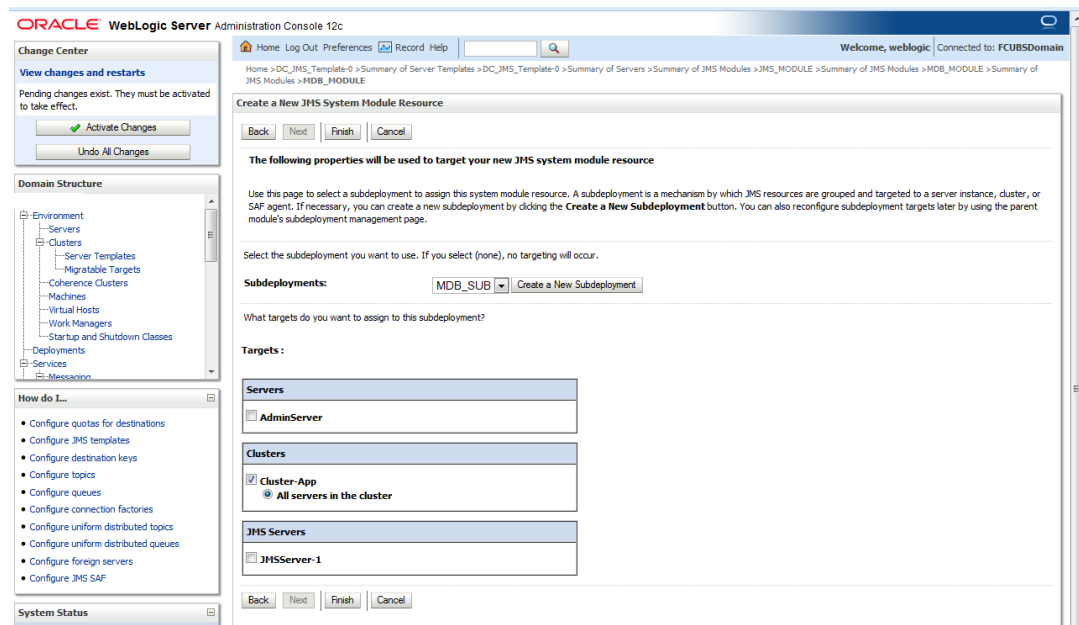 ORACLE WebLogic Server Administration Console 12c
Change Center
View changes and restarts
Pending changes exist. They must be activated
to take effect.
Activate Changes
Undo All Changes
Domain Structure
Environment
Servers
Clusters
Server Templates
Migratable Targets
Coherence Clusters
Machines
Virtual Hosts
Work Managers
Startup and Shutdown Classes
Deployments
Services
Messaging
How do I...
Configure quotas for destinations
Configure JMS templates
Configure destination keys
Configure topics
Configure queues
Configure connection factories
Configure uniform distributed topics
Configure uniform distributed queues
Configure foreign servers
Configure JMS SAF
System Status
Home Log Out Preferences Record Help
Welcome, weblogic Connected to: FCUBSDomain
Home >DC_JMS_Template-0 >Summary of Server Templates >DC_JMS_Template-0 >Summary of Servers >Summary of JMS Modules >JMS_MODULE >Summary of JMS Modules >MDB_MODULE >Summary of
JMS Modules >MDB_MODULE
Create a New JMS System Module Resource
Back Next Finish Cancel
The following properties will be used to target your new JMS system module resource
Use this page to select a subdeployment to assign this system module resource. A subdeployment is a mechanism by which JMS resources are grouped and targeted to a server instance, cluster, or
SAF agent. If necessary, you can create a new subdeployment by clicking the Create a New Subdeployment button. You can also reconfigure subdeployment targets later by using the parent
module's subdeployment management page.
Select the subdeployment you want to use. If you select (none), no targeting will occur.
Subdeployments: MDB_SUB Create a New Subdeployment
What targets do you want to assign to this subdeployment?
Targets :
Servers
AdminServer
Clusters
Cluster-App
All servers in the cluster
JMS Servers
JMSServer-1
Back Next Finish Cancel